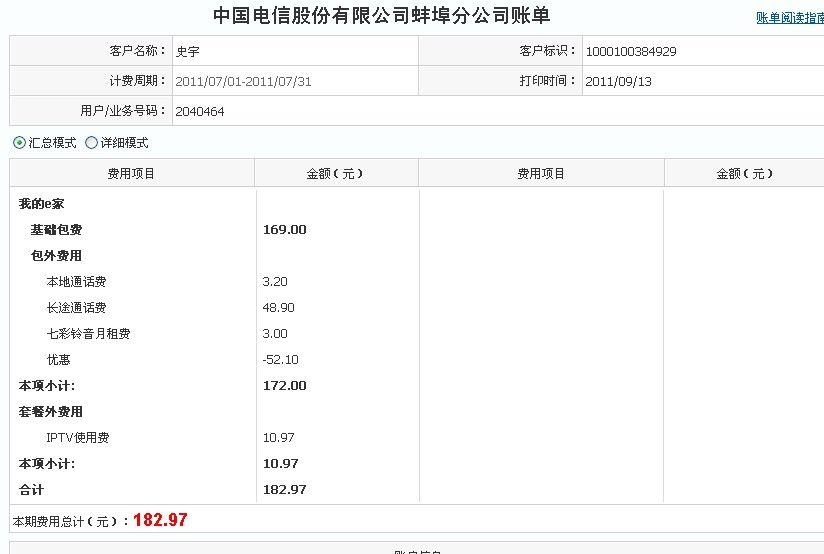 中国电信股份有限公司蚌埠分公司账单
账单阅读指南
客户名称： 史宇 客户标识： 1000100384929
计费周期： 2011/07/01-2011/07/31 打印时间： 2011/09/13
用户/业务号码： 2040464
汇总模式 详细模式
费用项目 金额（元） 费用项目 金额（元）
我的e家
基础包费 169.00
包外费用
本地通话费 3.20
长途通话费 48.90
七彩铃音月租费 3.00
优惠 -52.10
本项小计: 172.00
套餐外费用
IPTV使用费 10.97
本项小计: 10.97
合计 182.97
本期费用总计（元）：182.97